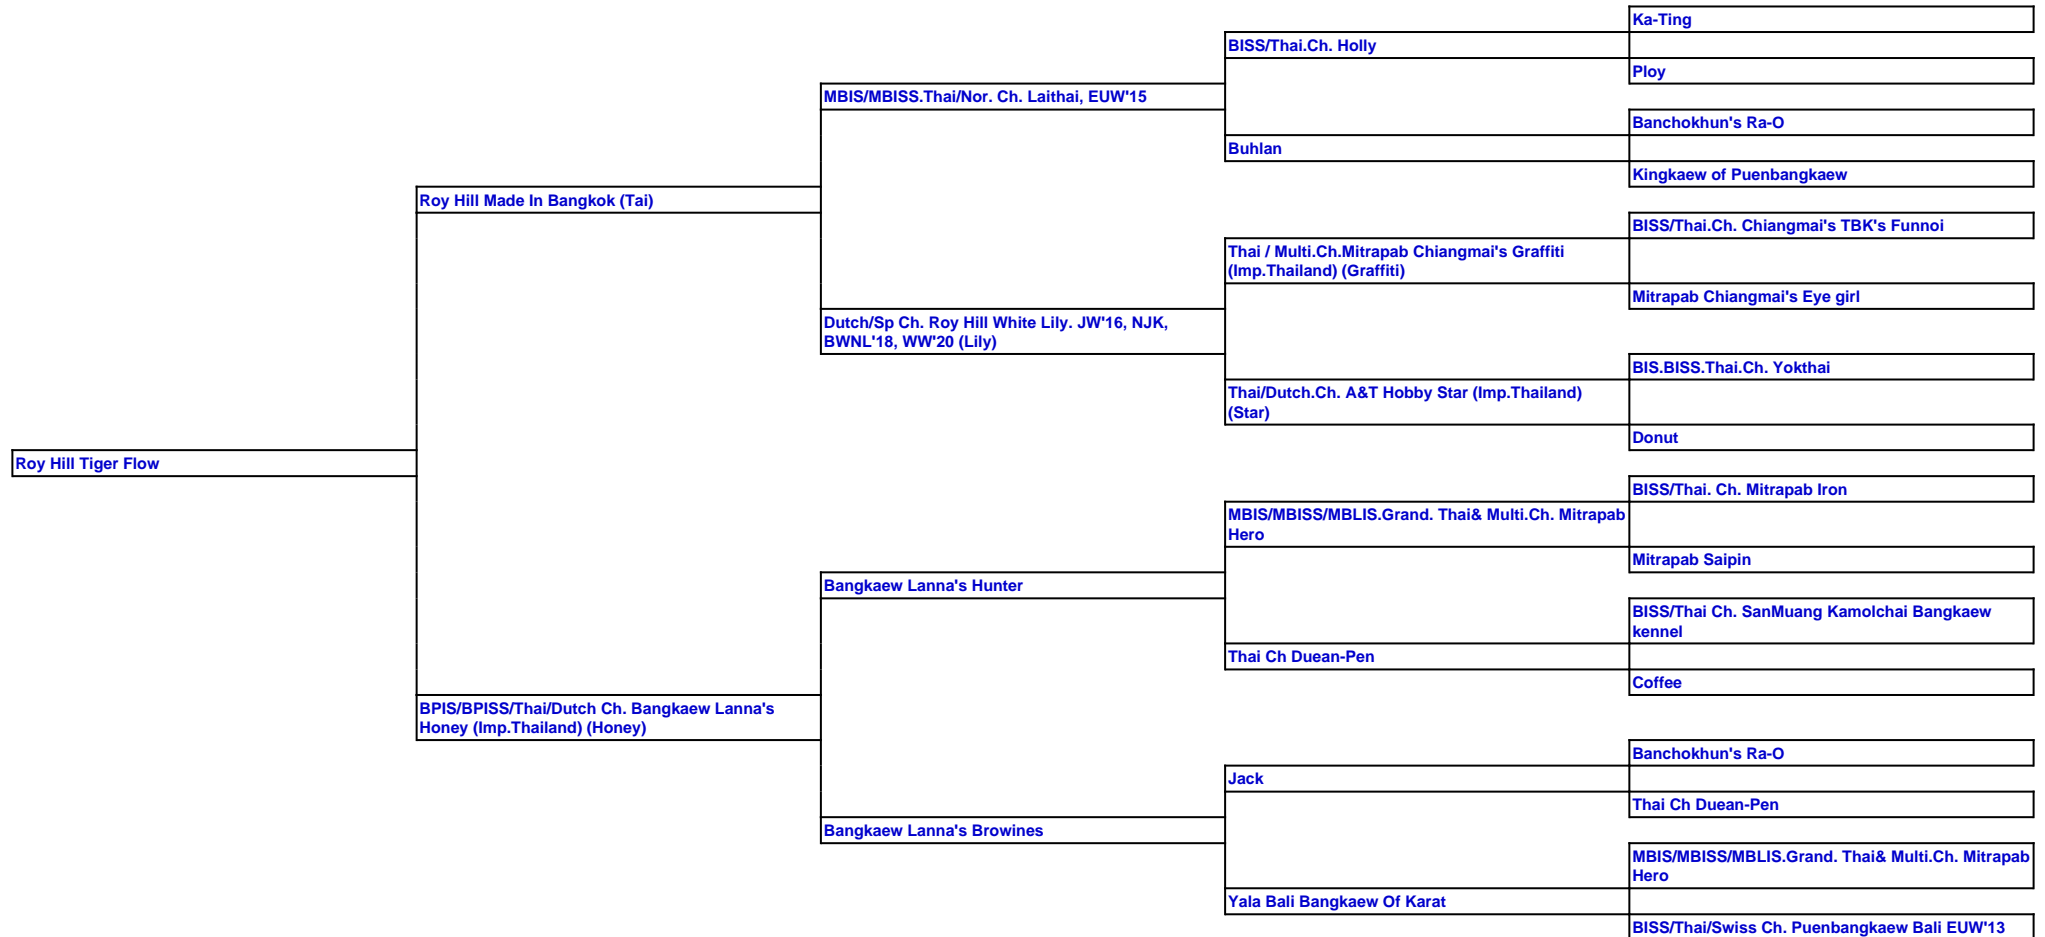 Ka-Ting
BISS/Thai.Ch. Holly
Ploy
MBIS/MBISS.Thai/Nor. Ch. Laithai, EUW'15
Banchokhun's Ra-O
Buhlan
Kingkaew of Puenbangkaew
Roy Hill Made In Bangkok (Tai)
BISS/Thai.Ch. Chiangmai's TBK's Funnoi
Thai / Multi.Ch.Mitrapab Chiangmai's Graffiti
(Imp.Thailand) (Graffiti)
Mitrapab Chiangmai's Eye girl
Dutch/Sp Ch. Roy Hill White Lily. JW'16, NJK,
BWNL'18, WW'20 (Lily)
BIS.BISS.Thai.Ch. Yokthai
Thai/Dutch.Ch. A&T Hobby Star (Imp.Thailand)
(Star)
Donut
Roy Hill Tiger Flow
BISS/Thai. Ch. Mitrapab Iron
MBIS/MBISS/MBLIS.Grand. Thai& Multi.Ch. Mitrapab
Hero
Mitrapab Saipin
Bangkaew Lanna's Hunter
BISS/Thai Ch. SanMuang Kamolchai Bangkaew
kennel
Thai Ch Duean-Pen
Coffee
BPIS/BPISS/Thai/Dutch Ch. Bangkaew Lanna's
Honey (Imp.Thailand) (Honey)
Banchokhun's Ra-O
Jack
Thai Ch Duean-Pen
Bangkaew Lanna's Browines
MBIS/MBISS/MBLIS.Grand. Thai& Multi.Ch. Mitrapab
Hero
Yala Bali Bangkaew Of Karat
BISS/Thai/Swiss Ch. Puenbangkaew Bali EUW'13